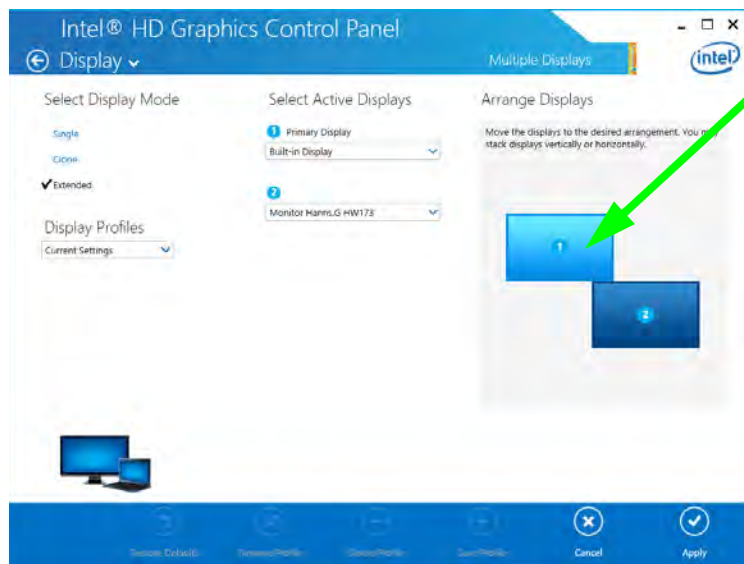 Intel® HD Graphics Control Panel
Display
Multiple Displays
intel
Select Display Mode
Single
Clone
Extended
Display Profiles
Current Settings
Select Active Displays
1 Primary Display
Built-in Display
2
Monitor HannsG HW173
Arrange Displays
Move the displays to the desired arrangement. You may
stack displays vertically or horizontally.
1
2
Restore Defaults
Cancel
Apply